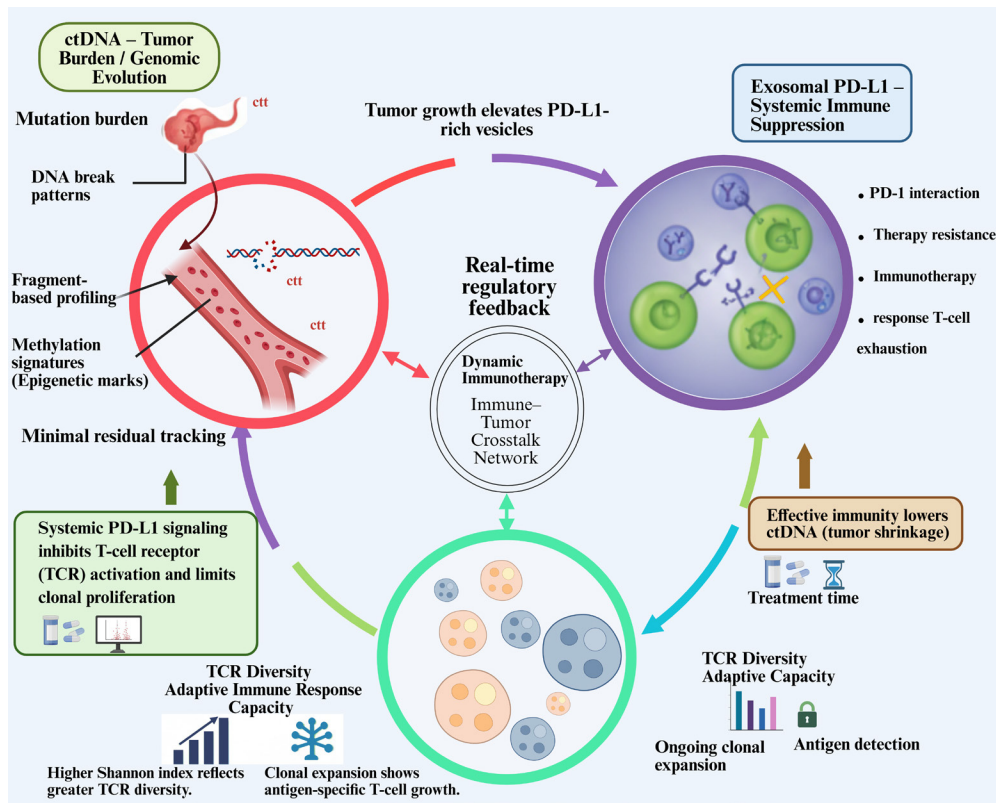 ctDNA – Tumor
Burden / Genomic
Evolution
ctt
Mutation burden
DNA break
patterns
Fragment-
based profiling
Methylation
signatures
(Epigenetic marks)
ctt
ctt
Minimal residual tracking
Tumor growth elevates PD-L1-
rich vesicles
Exosomal PD-L1 –
Systemic Immune
Suppression
• PD-1 interaction
• Therapy resistance
• Immunotherapy
• response T-cell
exhaustion
Real-time
regulatory
feedback
Dynamic
Immunotherapy
Immune–
Tumor
Crosstalk
Network
Systemic PD-L1 signaling
inhibits T-cell receptor
(TCR) activation and limits
clonal proliferation
Effective immunity lowers
ctDNA (tumor shrinkage)
Treatment time
TCR Diversity
Adaptive Immune Response
Capacity
Higher Shannon index reflects
greater TCR diversity.
Clonal expansion shows
antigen-specific T-cell growth.
TCR Diversity
Adaptive Capacity
Ongoing clonal
expansion
Antigen detection